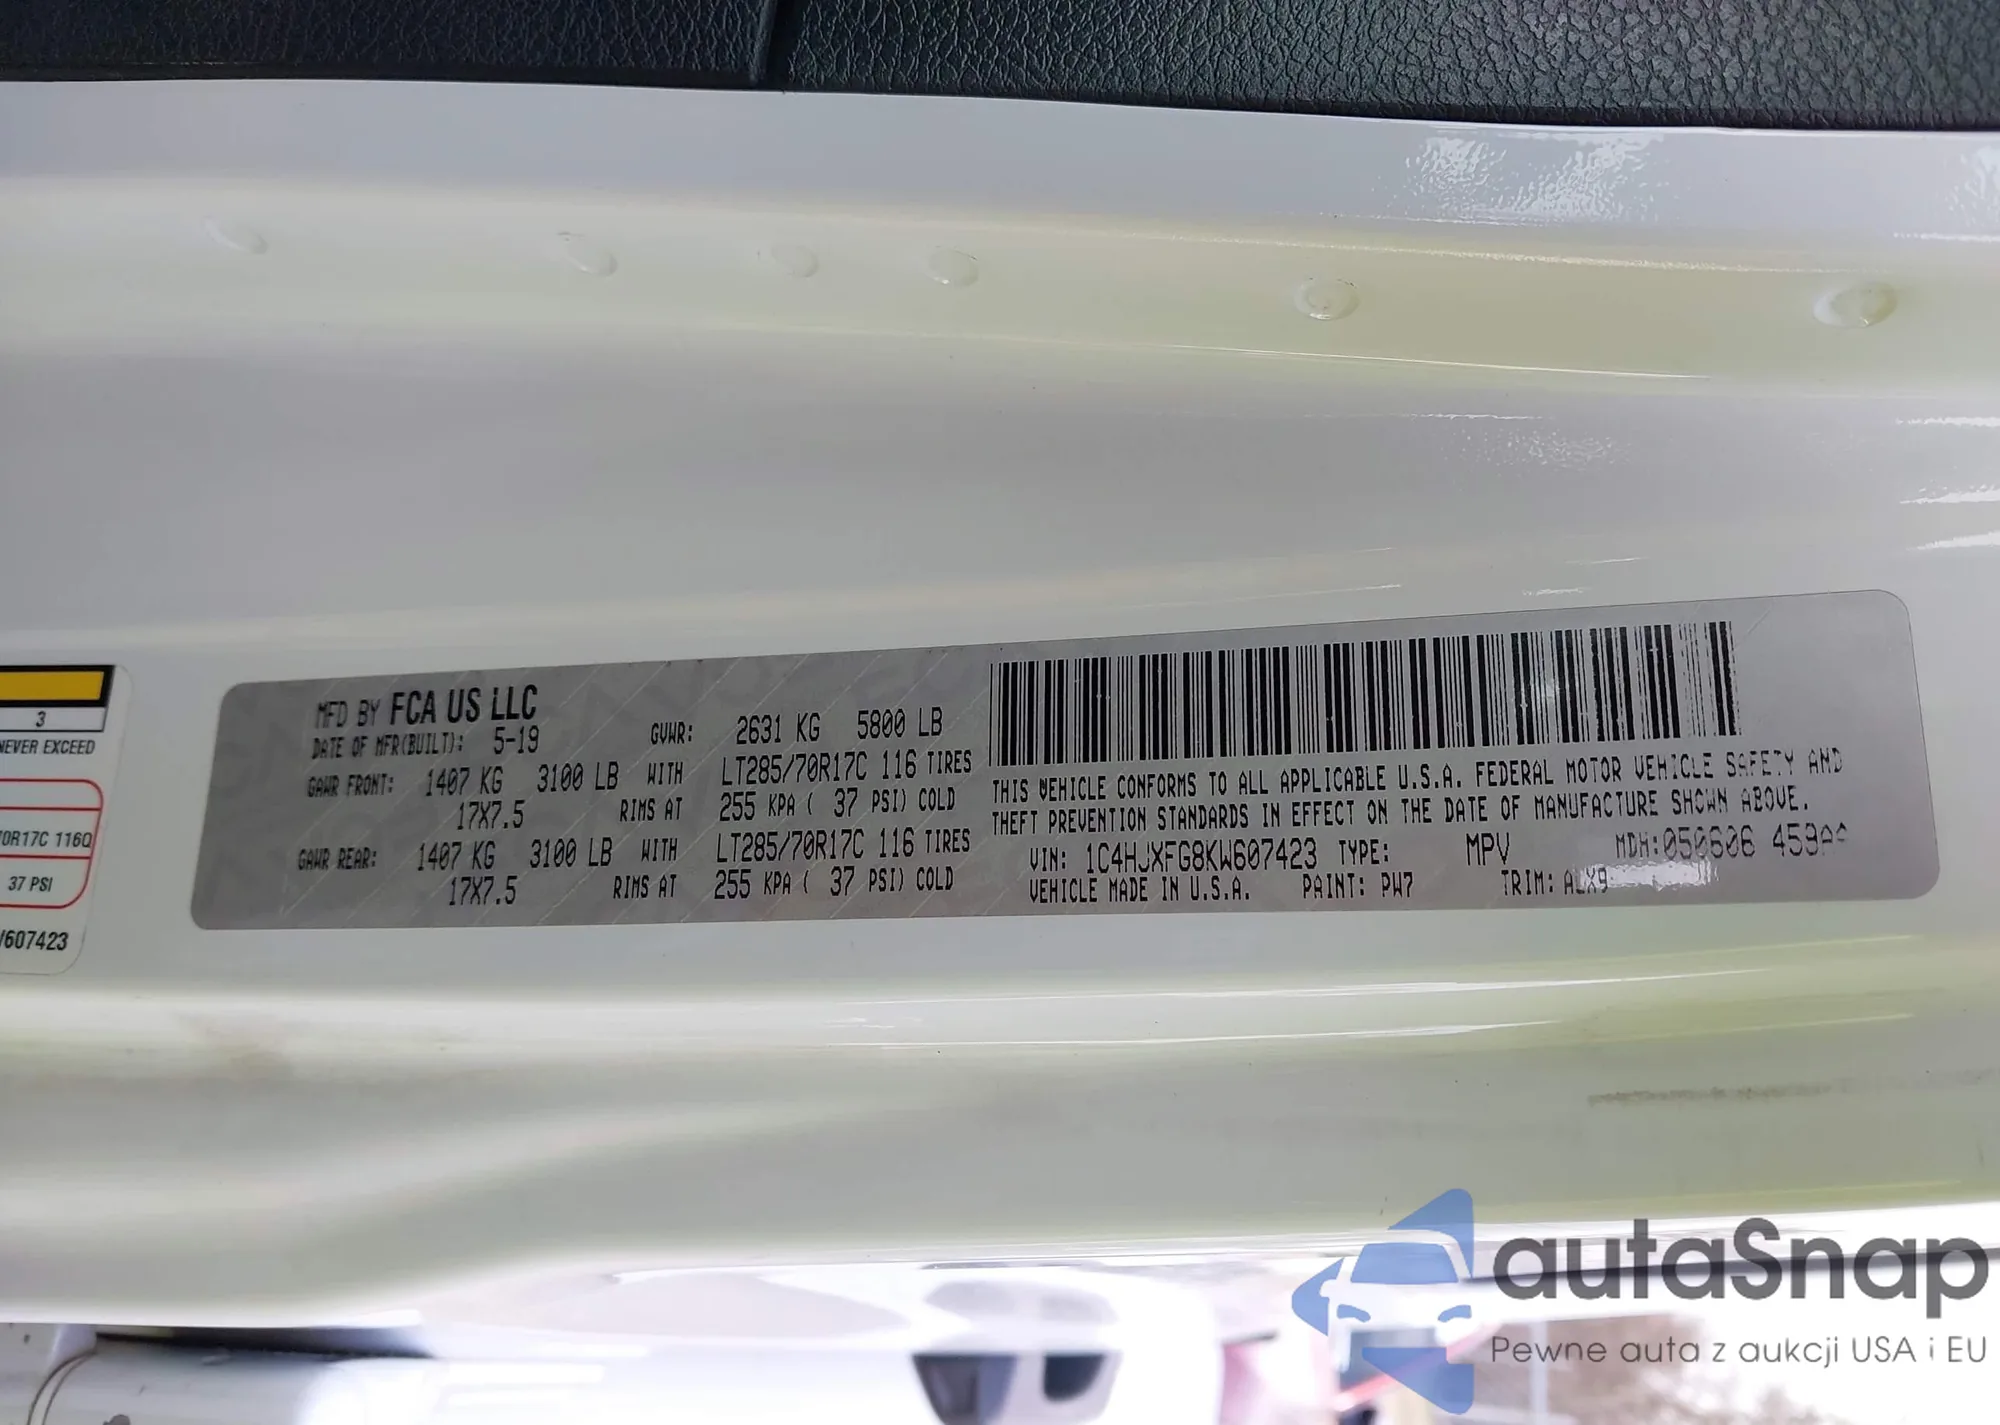 3
NEVER EXCEED
70R17C 116Q
37 PSI
607423
MFD BY FCA US LLC
DATE OF MFR(BUILT): 5-19
GVWR: 2631 KG 5800 LB
GAWR FRONT: 1407 KG 3100 LB WITH LT285/70R17C 116 TIRES
17X7.5 RIMS AT 255 KPA ( 37 PSI) COLD
GAWR REAR: 1407 KG 3100 LB WITH LT285/70R17C 116 TIRES
17X7.5 RIMS AT 255 KPA ( 37 PSI) COLD
THIS VEHICLE CONFORMS TO ALL APPLICABLE U.S.A. FEDERAL MOTOR VEHICLE SAFETY AND
THEFT PREVENTION STANDARDS IN EFFECT ON THE DATE OF MANUFACTURE SHOWN ABOVE.
VIN: 1C4HJXFG8KW607423 TYPE: MPV MDH:050606
VEHICLE MADE IN U.S.A. PAINT: PW7 TRIM:
autaSnap
Pewne auta z aukcji USA i EU